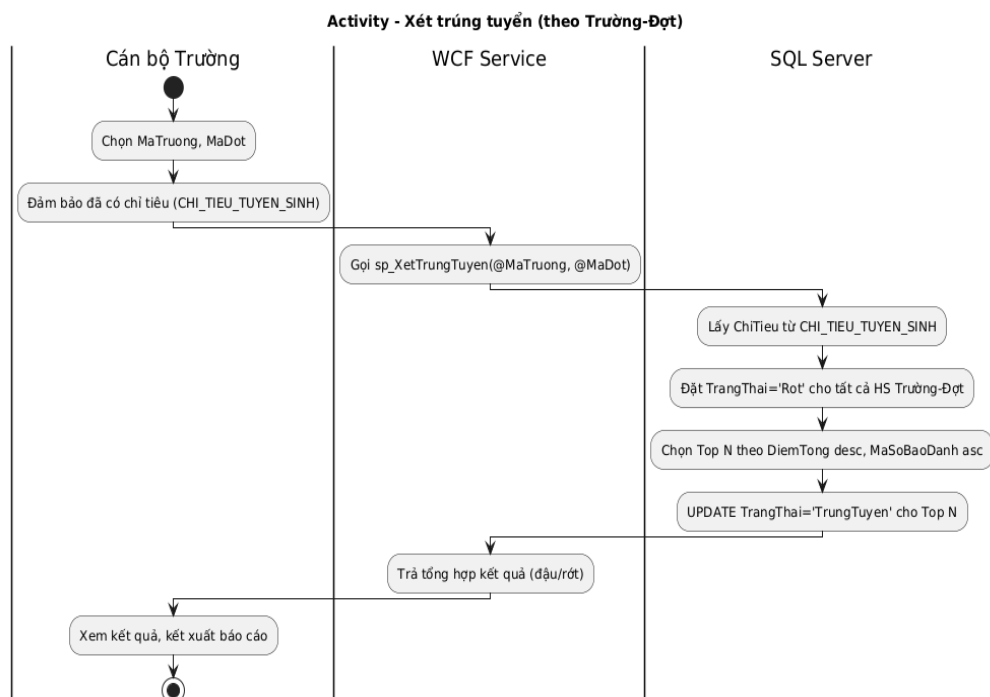 Activity - Xét trúng tuyển (theo Trường-Đợt)
Cán bộ Trường
WCF Service
SQL Server
Chọn MaTruong, MaDot
Đảm bảo đã có chỉ tiêu (CHI_TIEU_TUYEN_SINH)
Gọi sp_XetTrungTuyen(@MaTruong, @MaDot)
Lấy ChiTieu từ CHI_TIEU_TUYEN_SINH
Đặt TrangThai='Rot' cho tất cả HS Trường-Đợt
Chọn Top N theo DiemTong desc, MaSoBaoDanh asc
UPDATE TrangThai='TrungTuyen' cho Top N
Trả tổng hợp kết quả (đậu/rớt)
Xem kết quả, kết xuất báo cáo